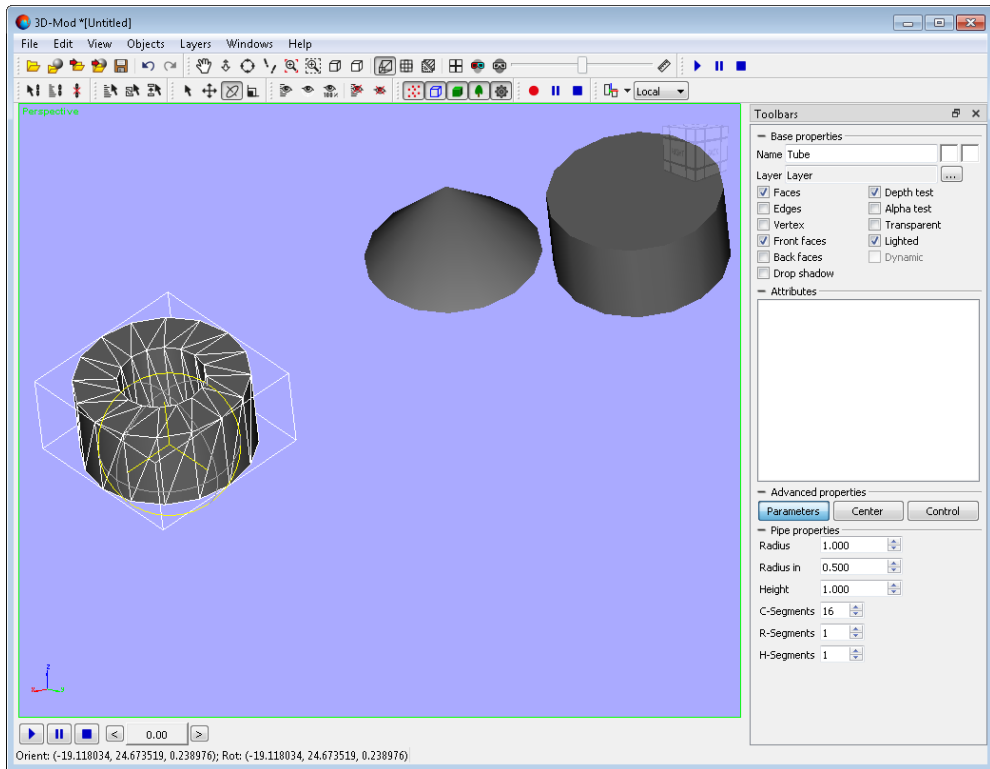 3D-Mod *[Untitled]
File Edit View Objects Layers Windows Help
100%
Local
Perspective
Toolbars
Base properties
Name Tube
Layer Layer
...
Faces Depth test
Edges Alpha test
Vertex Transparent
Front faces Lighted
Back faces Dynamic
Drop shadow
Attributes
Advanced properties
Parameters Center Control
Pipe properties
Radius 1.000
Radius in 0.500
Height 1.000
C-Segments 16
R-Segments 1
H-Segments 1
z
< 0.00 >
Orient: (-19.118034, 24.673519, 0.238976); Rot: (-19.118034, 24.673519, 0.238976)